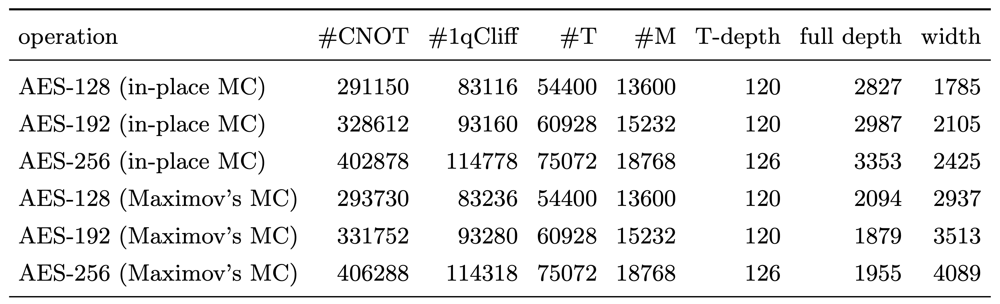 operation #CNOT #1qCliff #T #M T-depth full depth width
AES-128 (in-place MC) 291150 83116 54400 13600 120 2827 1785
AES-192 (in-place MC) 328612 93160 60928 15232 120 2987 2105
AES-256 (in-place MC) 402878 114778 75072 18768 126 3353 2425
AES-128 (Maximov’s MC) 293730 83236 54400 13600 120 2094 2937
AES-192 (Maximov’s MC) 331752 93280 60928 15232 120 1879 3513
AES-256 (Maximov’s MC) 406288 114318 75072 18768 126 1955 4089